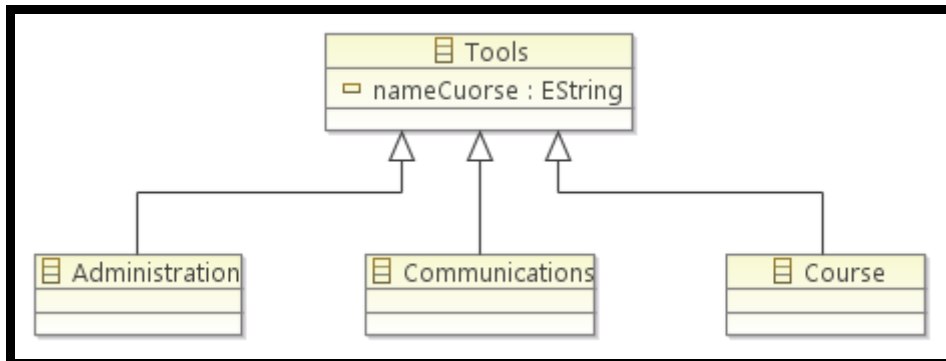 Tools
nameCuorse : EString
Administration
Communications
Course